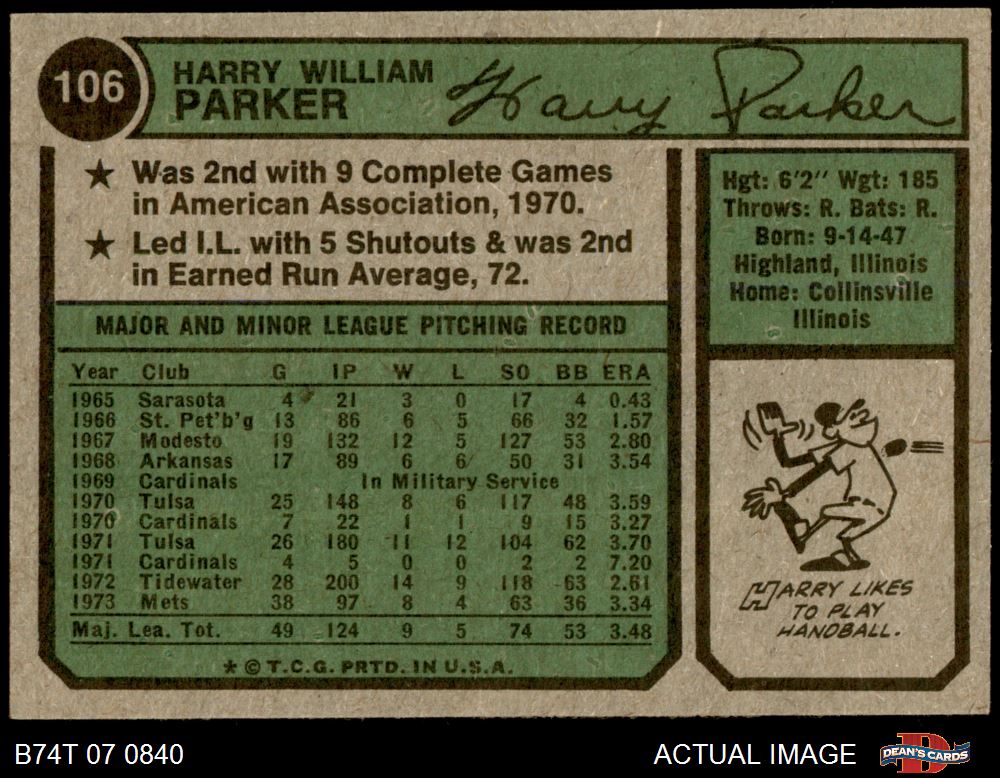 106
HARRY WILLIAM
PARKER
Harry Parker
★ Was 2nd with 9 Complete Games
in American Association, 1970.
★ Led I.L. with 5 Shutouts & was 2nd
in Earned Run Average, 72.
MAJOR AND MINOR LEAGUE PITCHING RECORD
Year Club G IP W L SO BB ERA
1965 Sarasota 4 21 3 0 17 4 0.43
1966 St. Pet'b'g 13 86 6 5 66 32 1.57
1967 Modesto 19 132 12 5 127 53 2.80
1968 Arkansas 17 89 6 6 50 31 3.54
1969 Cardinals In Military Service
1970 Tulsa 25 148 8 6 117 48 3.59
1970 Cardinals 7 22 1 1 9 15 3.27
1971 Tulsa 26 180 11 12 104 62 3.70
1971 Cardinals 4 5 0 0 2 2 7.20
1972 Tidewater 28 200 14 9 118 63 2.61
1973 Mets 38 97 8 4 63 36 3.34
Maj. Lea. Tot. 49 124 9 5 74 53 3.48
★ © T.C.G. PRTD. IN U.S.A.
Hgt: 6'2" Wgt: 185
Throws: R. Bats: R.
Born: 9-14-47
Highland, Illinois
Home: Collinsville
Illinois
HARRY LIKES
TO PLAY
HANDBALL.
B74T 07 0840
ACTUAL IMAGE
DEAN'S CARDS